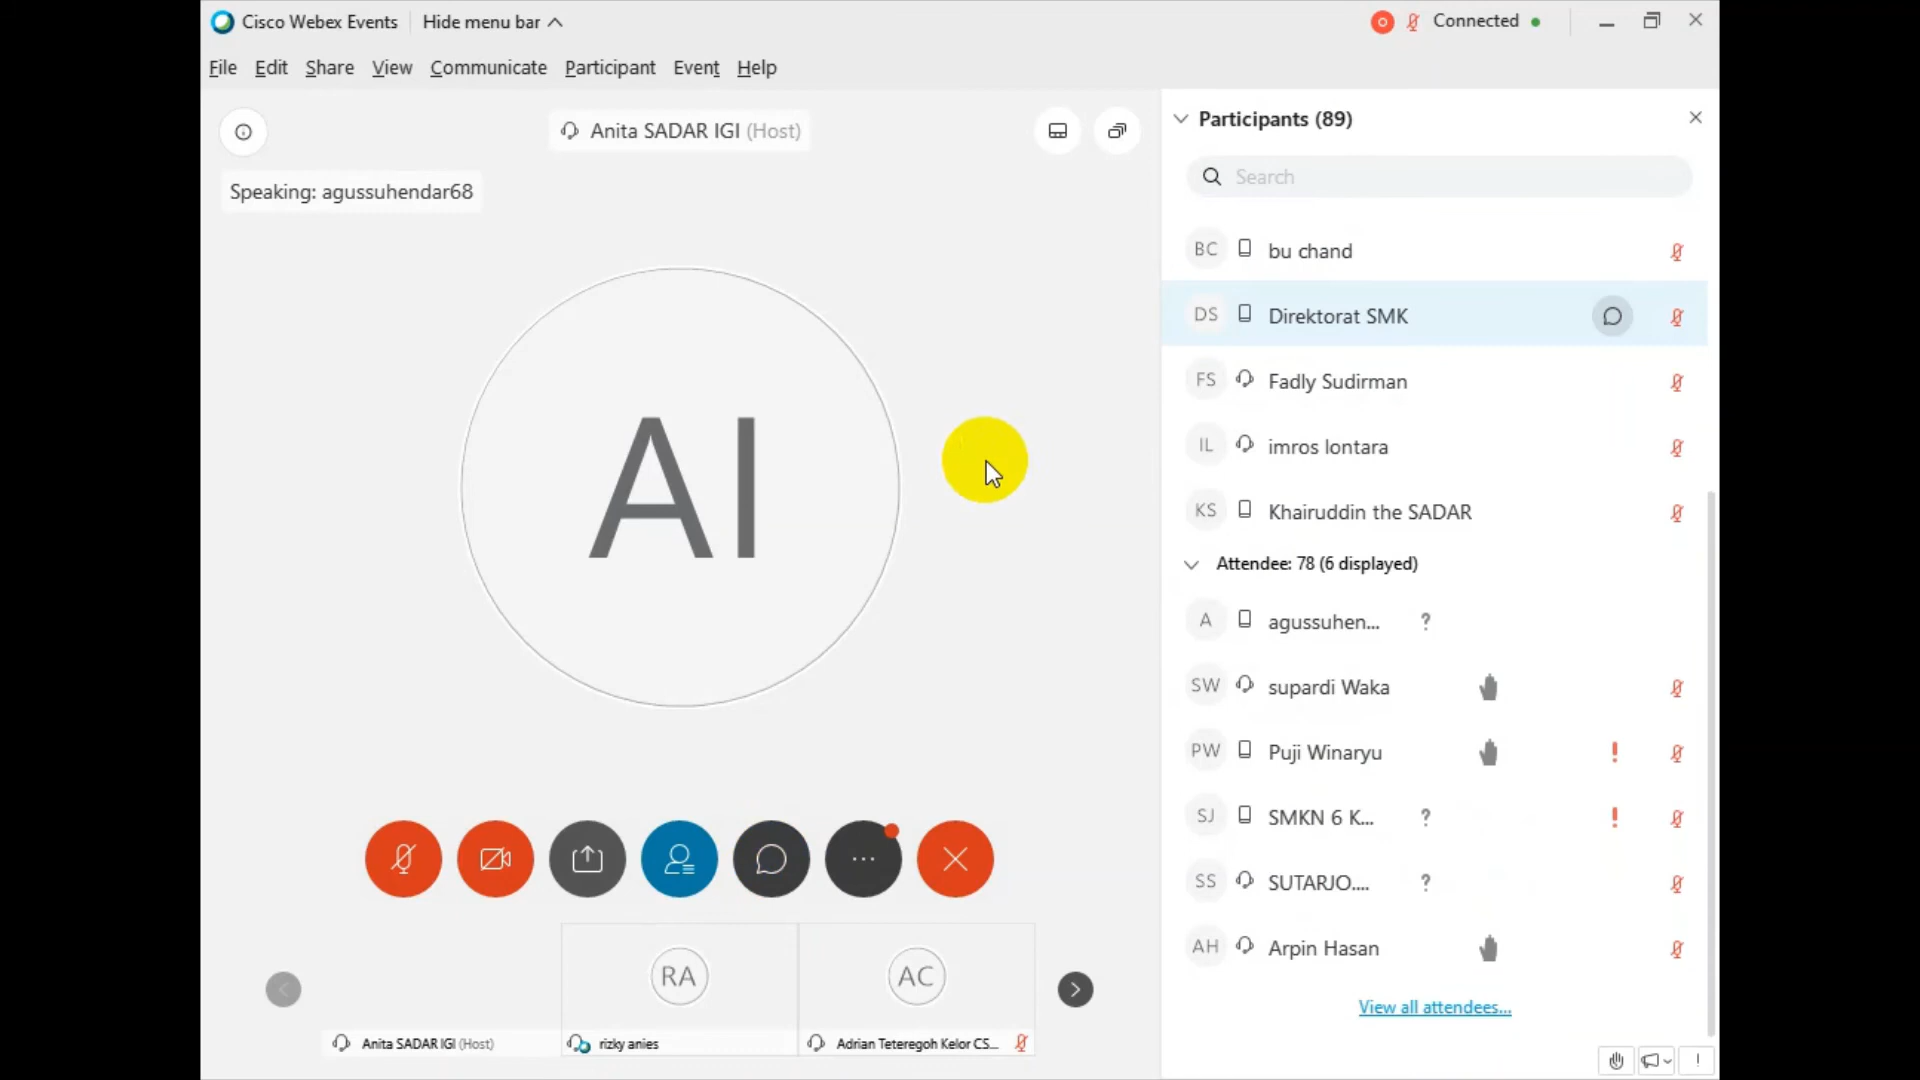 Cisco Webex Events
Hide menu bar
Connected
File Edit Share View Communicate Participant Event Help
Anita SADAR IGI (Host)
Speaking: agussuhendar68
AI
RA
AC
Anita SADAR IGI (Host)
rizky anies
Adrian Teteregoh Kelor CS...
Participants (89)
Search
BC bu chand
DS Direktorat SMK
FS Fadly Sudirman
IL imros lontara
KS Khairuddin the SADAR
Attendee: 78 (6 displayed)
A agussuhen... ?
SW supardi Waka
PW Puji Winaryu !
SJ SMKN 6 K... ? !
SS SUTARJO.... ?
AH Arpin Hasan
View all attendees...
!